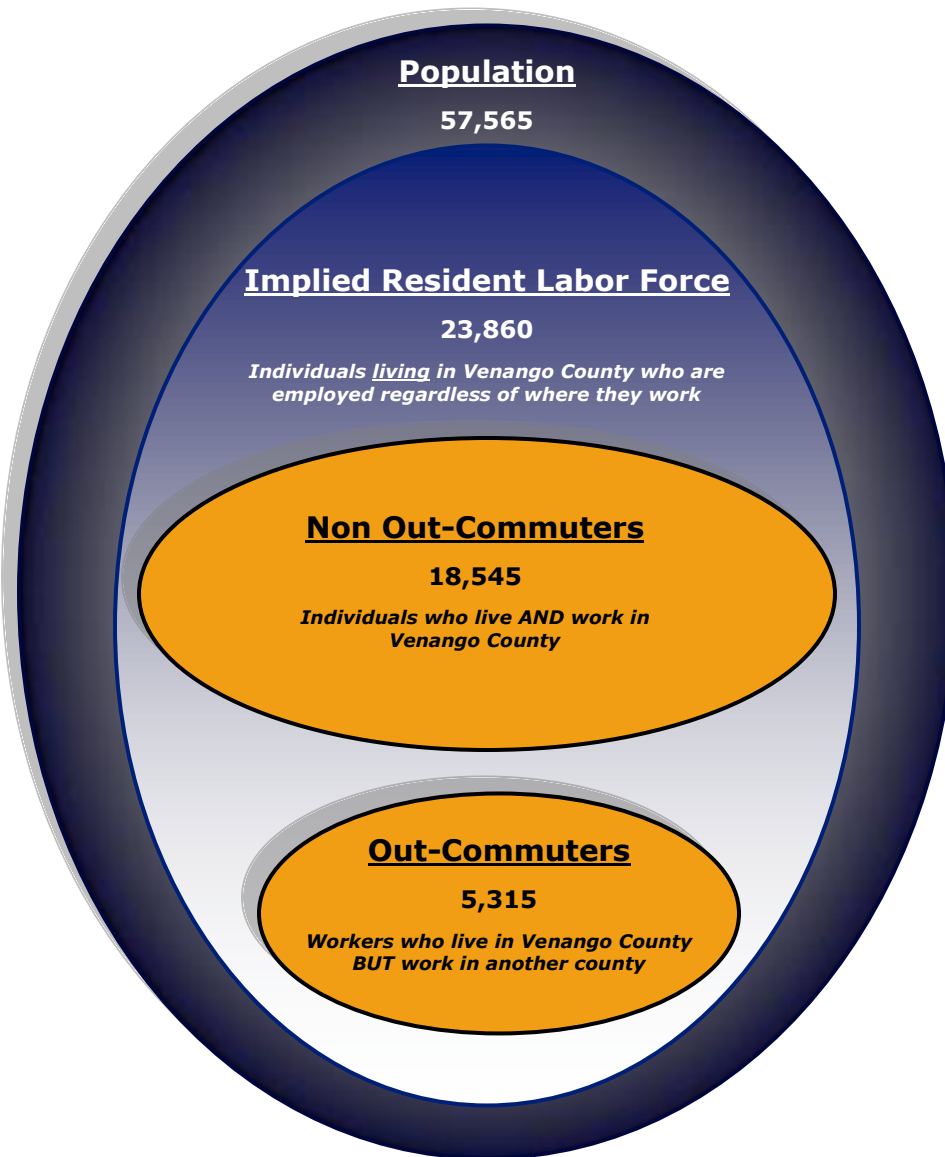 Population
57,565
Implied Resident Labor Force
23,860
Individuals living in Venango County who are
employed regardless of where they work
Non Out-Commuters
18,545
Individuals who live AND work in
Venango County
Out-Commuters
5,315
Workers who live in Venango County
BUT work in another county